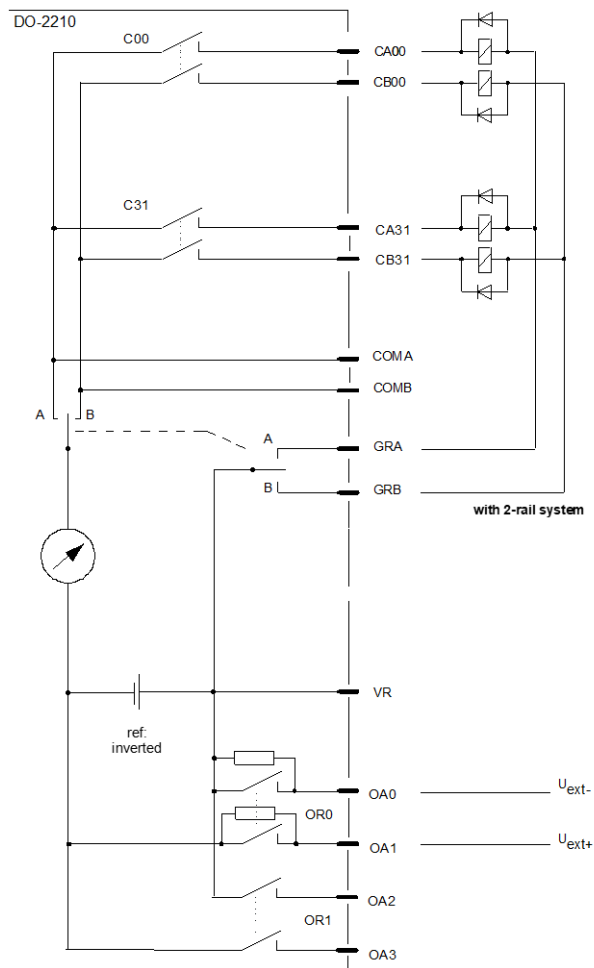 DO-2210
C00
CA00
CB00
C31
CA31
CB31
COMA
COMB
A B
A
GRA
B
GRB
with 2-rail system
VR
ref:
inverted
OA0
Uext-
OR0
OA1
Uext+
OA2
OR1
OA3